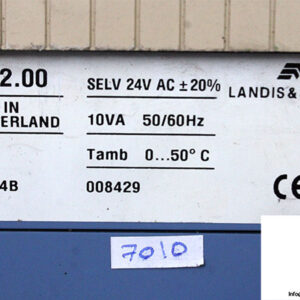 2.00
SELV 24V AC ± 20%
LANDIS &
IN
ERLAND
10VA 50/60Hz
Tamb 0...50° C
4B
008429
CE
7010